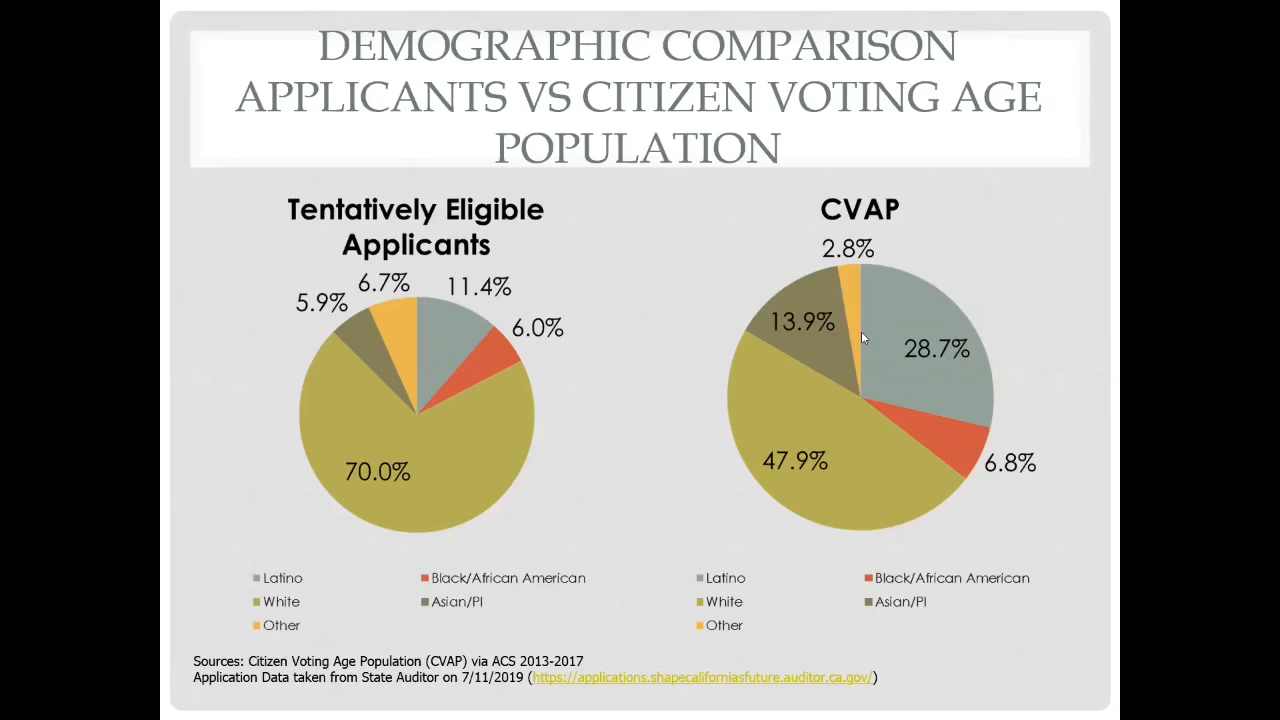 DEMOGRAPHIC COMPARISON
APPLICANTS VS CITIZEN VOTING AGE
POPULATION
Tentatively Eligible
Applicants
6.7%
11.4%
5.9%
6.0%
70.0%
Latino
Black/African American
White
Asian/PI
Other
CVAP
2.8%
13.9%
28.7%
47.9%
6.8%
Latino
Black/African American
White
Asian/PI
Other
Sources: Citizen Voting Age Population (CVAP) via ACS 2013-2017
Application Data taken from State Auditor on 7/11/2019 (https://applications.shapecaliforniasfuture.auditor.ca.gov/)